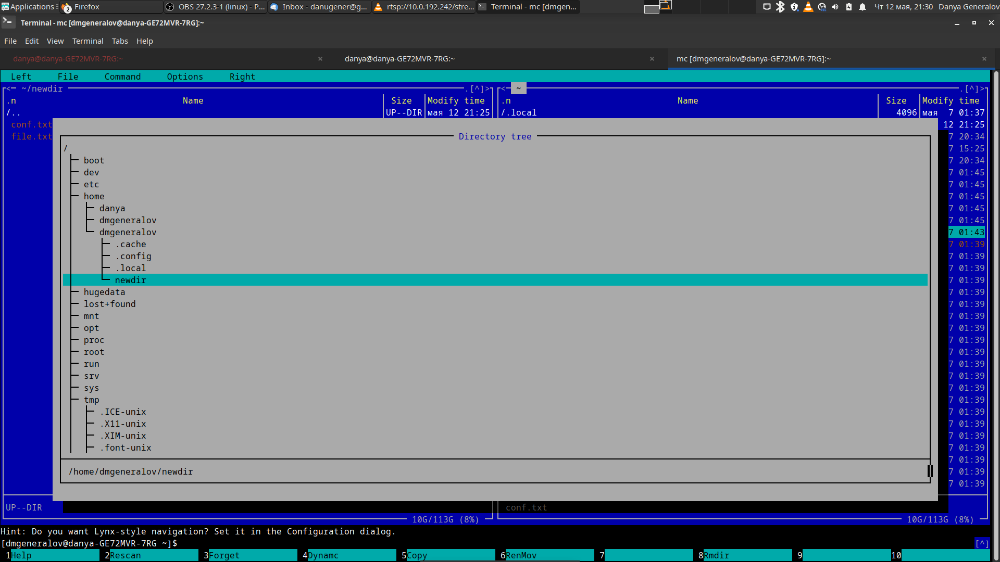 Applications Firefox OBS 27.2.3-1 (linux) - P... Inbox - danugener@g... rtsp://10.0.192.242/stre... Terminal - mc [dmgen... Чт 12 мая, 21:30 Danya Generalov
2
Terminal - mc [dmgeneralov@danya-GE72MVR-7RG]:~
File Edit View Terminal Tabs Help
danya@danya-GE72MVR-7RG:~ × danya@danya-GE72MVR-7RG:~ × mc [dmgeneralov@danya-GE72MVR-7RG]:~ ×
Left File Command Options Right
<─ ~/newdir .[^]> <─ ~ .[^]>
.n Name Size Modify time .n Name Size Modify time
/.. UP--DIR мая 12 21:25 /.local 4096 мая 7 01:37
conf.txt 12 21:25
file.txt Directory tree 7 20:34
/ 7 15:25
boot 7 20:34
dev 7 01:45
etc 7 01:45
home 7 01:45
danya 7 01:45
dmgeneralov 7 01:45
dmgeneralov 7 01:43
.cache 7 01:39
.config 7 01:39
.local 7 01:39
newdir 7 01:39
hugedata 7 01:39
lost+found 7 01:39
mnt 7 01:39
opt 7 01:39
proc 7 01:39
root 7 01:39
run 7 01:39
srv 7 01:39
sys 7 01:39
tmp 7 01:39
.ICE-unix 7 01:39
.X11-unix 7 01:39
.XIM-unix 7 01:39
.font-unix 7 01:39
7 01:39
/home/dmgeneralov/newdir 7 01:39
7 01:39
UP--DIR conf.txt
10G/113G (8%) 10G/113G (8%)
Hint: Do you want Lynx-style navigation? Set it in the Configuration dialog.
[dmgeneralov@danya-GE72MVR-7RG ~]$ [^]
1Help 2Rescan 3Forget 4Dynamc 5Copy 6RenMov 7 8Rmdir 9 10